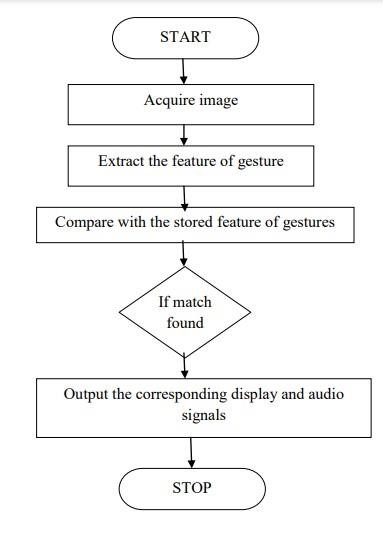 START
Acquire image
Extract the feature of gesture
Compare with the stored feature of gestures
If match
found
Output the corresponding display and audio
signals
STOP